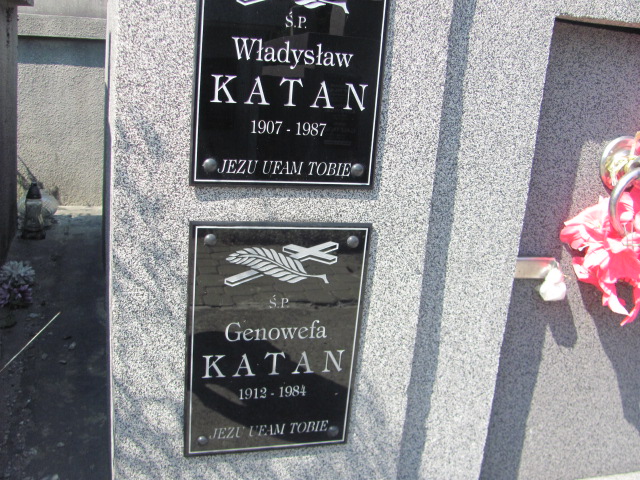 Ś.P.
Władysław
KATAN
1907 - 1987
JEZU UFAM TOBIE
Ś.P.
Genowefa
KATAN
1912 - 1984
JEZU UFAM TOBIE